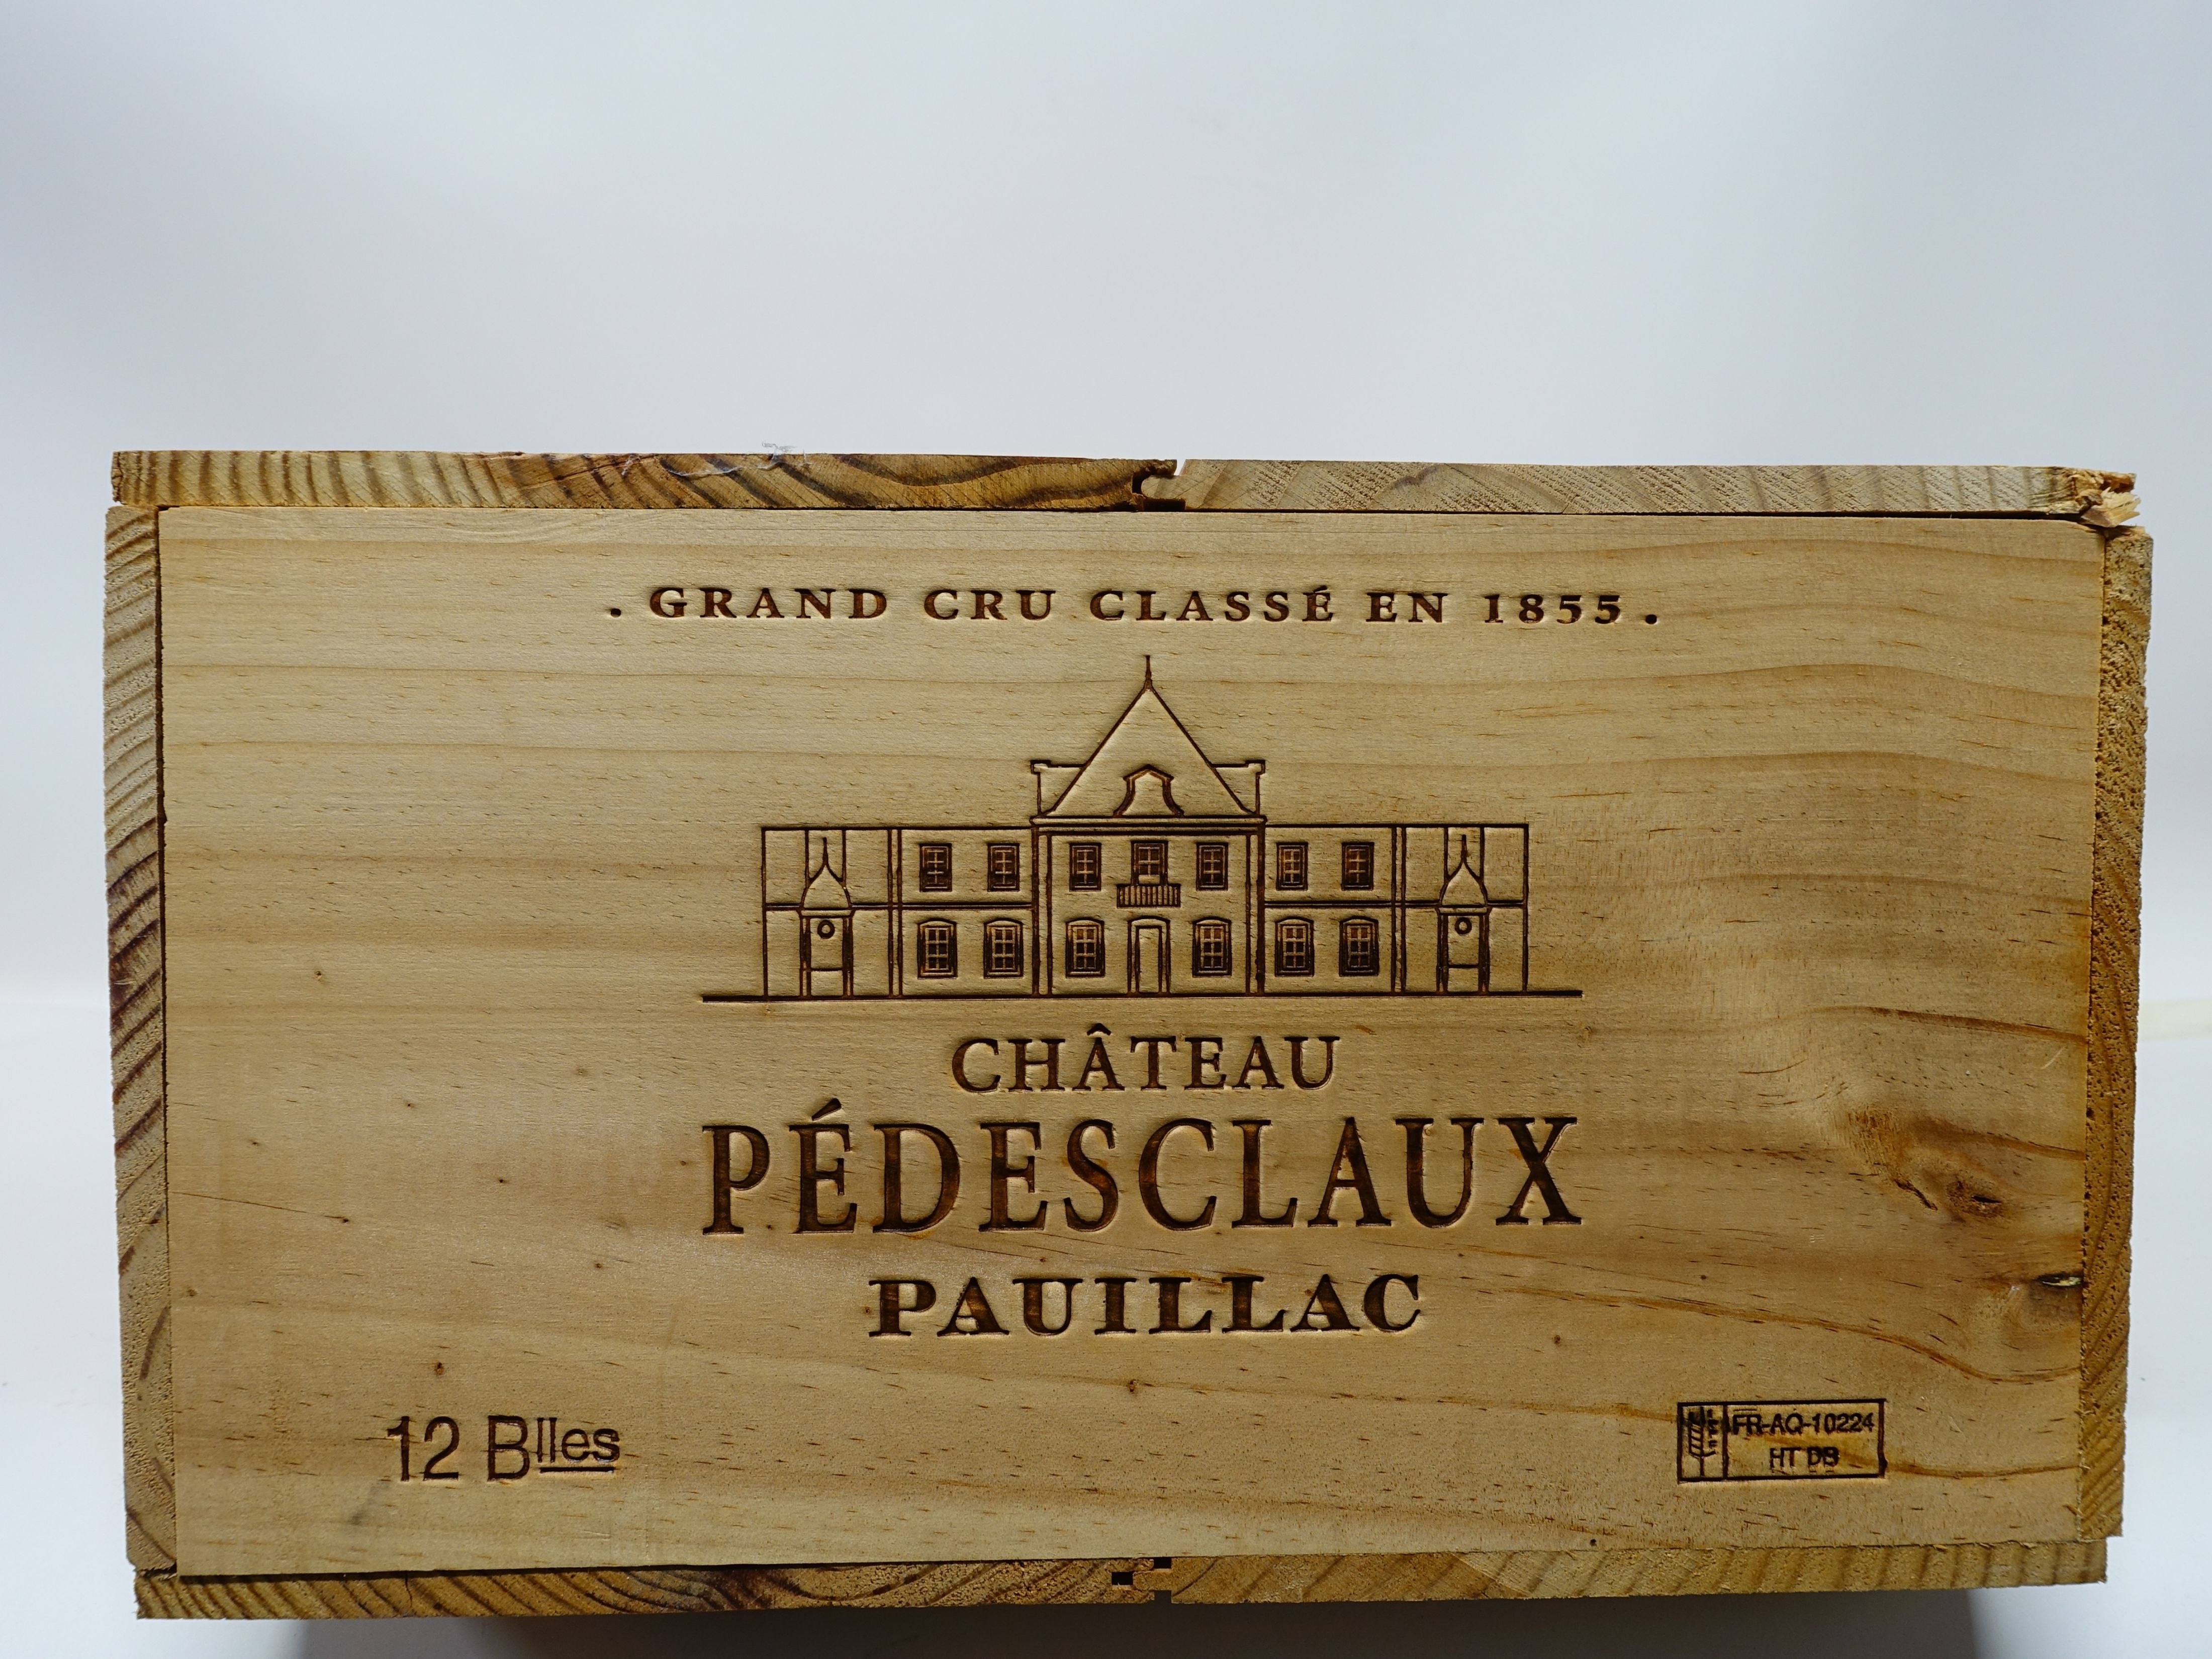 . GRAND CRU CLASSÉ EN 1855 .
CHÂTEAU
PÉDESCLAUX
PAUILLAC
12 Blles
FR-AQ-10224
HT DB